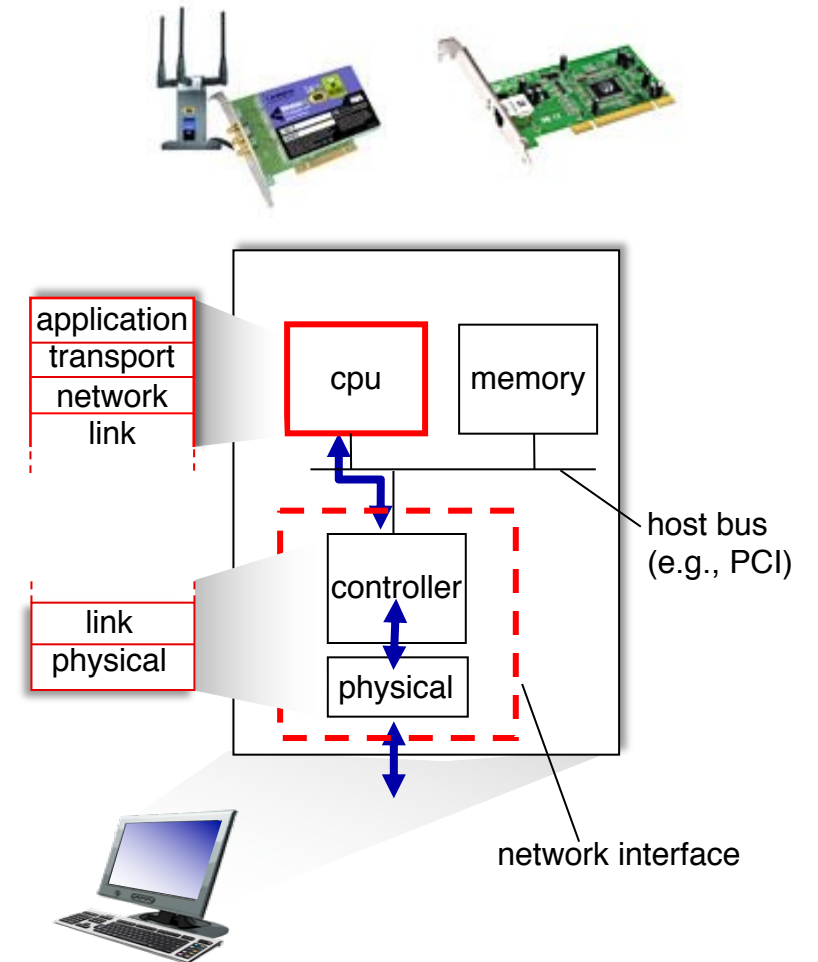 application
transport
network
link
cpu
memory
host bus
(e.g., PCI)
controller
link
physical
physical
network interface